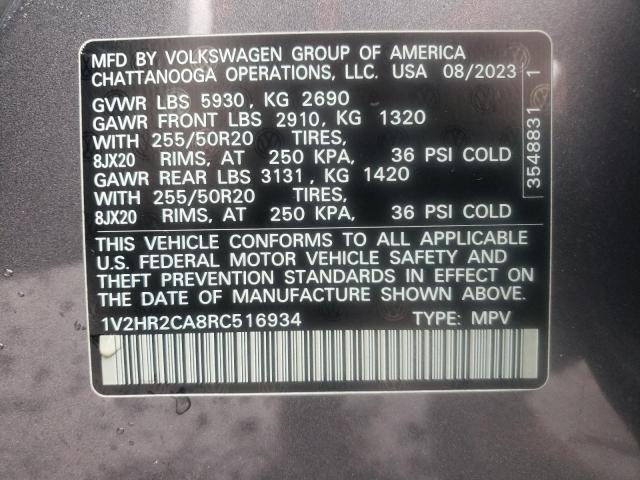 MFD BY VOLKSWAGEN GROUP OF AMERICA
CHATTANOOGA OPERATIONS, LLC. USA 08/2023
GVWR LBS 5930, KG 2690
GAWR FRONT LBS 2910, KG 1320
WITH 255/50R20 TIRES,
8JX20 RIMS, AT 250 KPA, 36 PSI COLD
GAWR REAR LBS 3131, KG 1420
WITH 255/50R20 TIRES,
8JX20 RIMS, AT 250 KPA, 36 PSI COLD
THIS VEHICLE CONFORMS TO ALL APPLICABLE
U.S. FEDERAL MOTOR VEHICLE SAFETY AND
THEFT PREVENTION STANDARDS IN EFFECT ON
THE DATE OF MANUFACTURE SHOWN ABOVE.
1V2HR2CA8RC516934 TYPE: MPV
3548831 1